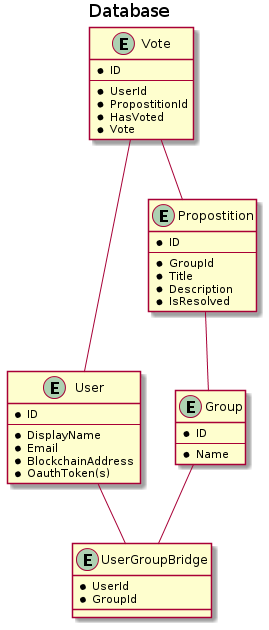 Database
E Vote
ID
UserId
PropostitionId
HasVoted
Vote
E Propostition
ID
GroupId
Title
Description
IsResolved
E User
ID
DisplayName
Email
BlockchainAddress
OauthToken(s)
E Group
ID
Name
E UserGroupBridge
UserId
GroupId